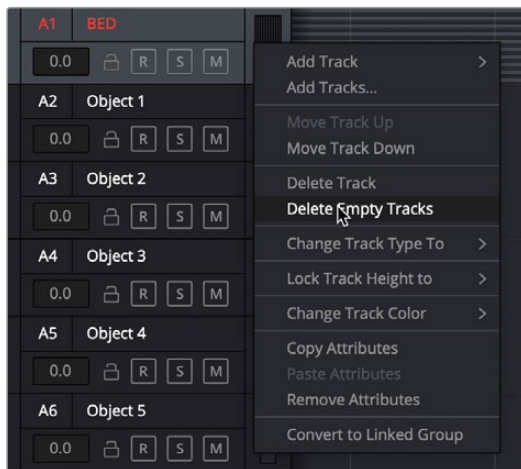 A1 BED
0.0 R S M
A2 Object 1
0.0 R S M
A3 Object 2
0.0 R S M
A4 Object 3
0.0 R S M
A5 Object 4
0.0 R S M
A6 Object 5
0.0 R S M
Add Track
Add Tracks...
Move Track Up
Move Track Down
Delete Track
Delete Empty Tracks
Change Track Type To
Lock Track Height to
Change Track Color
Copy Attributes
Paste Attributes
Remove Attributes
Convert to Linked Group